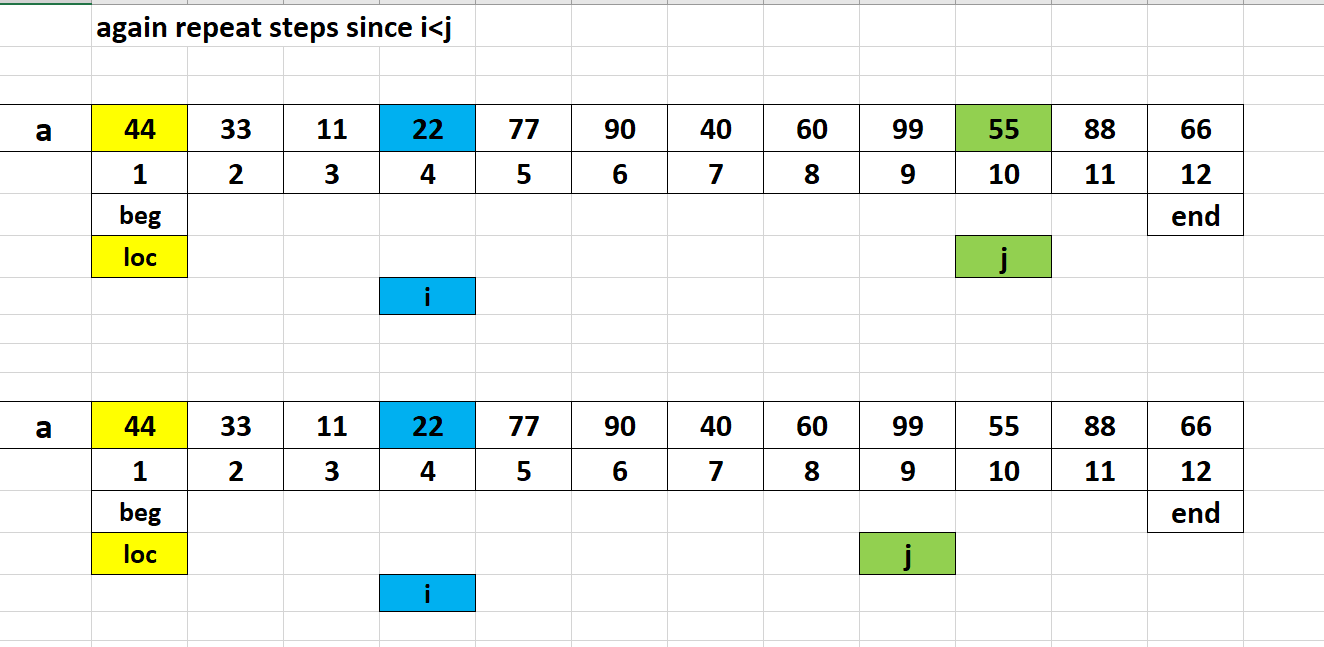 again repeat steps since i<j
a 44 33 11 22 77 90 40 60 99 55 88 66
1 2 3 4 5 6 7 8 9 10 11 12
beg end
loc j
i
a 44 33 11 22 77 90 40 60 99 55 88 66
1 2 3 4 5 6 7 8 9 10 11 12
beg end
loc j
i